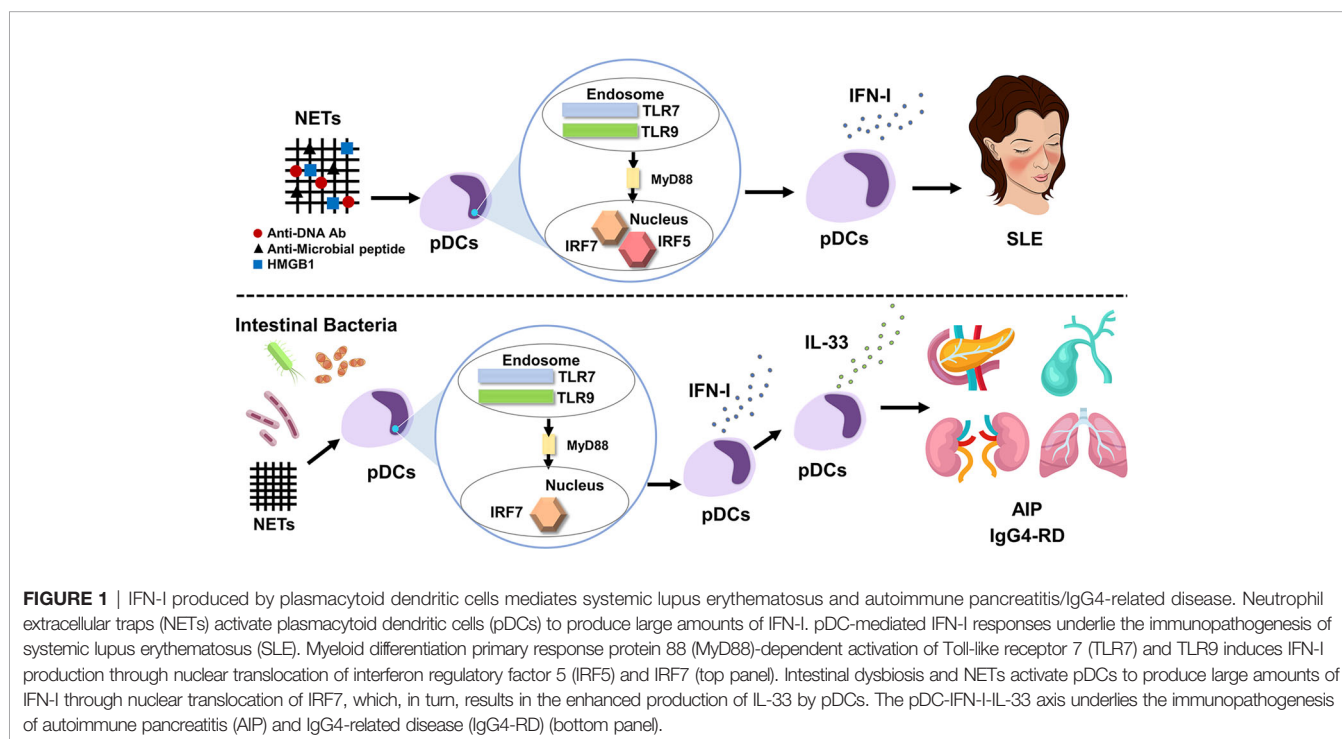 NETs
Anti-DNA Ab
Anti-Microbial peptide
HMGB1
pDCs
Endosome
TLR7
TLR9
MyD88
Nucleus
IRF7
IRF5
IFN-I
pDCs
SLE
Intestinal Bacteria
NETs
pDCs
Endosome
TLR7
TLR9
MyD88
Nucleus
IRF7
IFN-I
pDCs
IL-33
pDCs
AIP
IgG4-RD
FIGURE 1 | IFN-I produced by plasmacytoid dendritic cells mediates systemic lupus erythematosus and autoimmune pancreatitis/IgG4-related disease. Neutrophil
extracellular traps (NETs) activate plasmacytoid dendritic cells (pDCs) to produce large amounts of IFN-I. pDC-mediated IFN-I responses underlie the immunopathogenesis of
systemic lupus erythematosus (SLE). Myeloid differentiation primary response protein 88 (MyD88)-dependent activation of Toll-like receptor 7 (TLR7) and TLR9 induces IFN-I
production through nuclear translocation of interferon regulatory factor 5 (IRF5) and IRF7 (top panel). Intestinal dysbiosis and NETs activate pDCs to produce large amounts of
IFN-I through nuclear translocation of IRF7, which, in turn, results in the enhanced production of IL-33 by pDCs. The pDC-IFN-I-IL-33 axis underlies the immunopathogenesis
of autoimmune pancreatitis (AIP) and IgG4-related disease (IgG4-RD) (bottom panel).